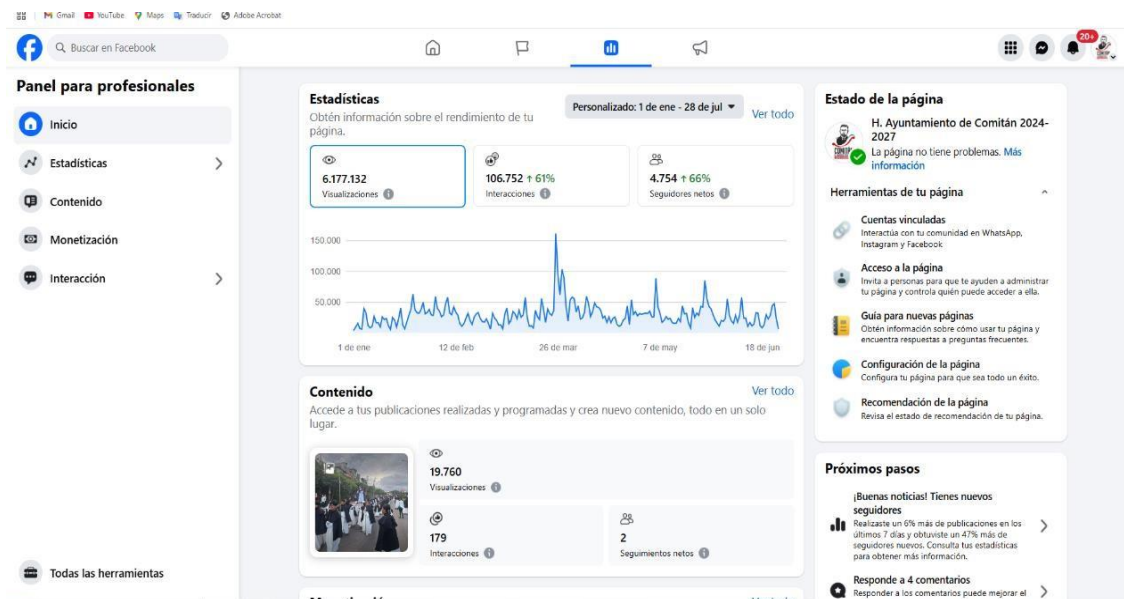 Gmail YouTube Maps Traducir Adobe Acrobat
Buscar en Facebook
20+
Panel para profesionales
Inicio
Estadísticas
Contenido
Monetización
Interacción
Todas las herramientas
Estadísticas
Obtén información sobre el rendimiento de tu
página.
Personalizado: 1 de ene - 28 de jul
Ver todo
6.177.132
Visualizaciones
106.752 ↑ 61%
Interacciones
4.754 ↑ 66%
Seguidores netos
150.000
100.000
50.000
1 de ene 12 de feb 26 de mar 7 de may 18 de jun
Contenido
Ver todo
Accede a tus publicaciones realizadas y programadas y crea nuevo contenido, todo en un solo
lugar.
19.760
Visualizaciones
179
Interacciones
2
Seguimientos netos
Estado de la página
H. Ayuntamiento de Comitán 2024-
2027
La página no tiene problemas. Más
información
Herramientas de tu página
Cuentas vinculadas
Interactúa con tu comunidad en WhatsApp,
Instagram y Facebook
Acceso a la página
Invita a personas para que te ayuden a administrar
tu página y controla quién puede acceder a ella.
Guía para nuevas páginas
Obtén información sobre cómo usar tu página y
encuentra respuestas a preguntas frecuentes.
Configuración de la página
Configura tu página para que sea todo un éxito.
Recomendación de la página
Revisa el estado de recomendación de tu página.
Próximos pasos
¡Buenas noticias! Tienes nuevos
seguidores
Realizaste un 6% más de publicaciones en los
últimos 7 días y obtuviste un 47% más de
seguidores nuevos. Consulta tus estadísticas
para obtener más información.
Responde a 4 comentarios
Responder a los comentarios puede mejorar el